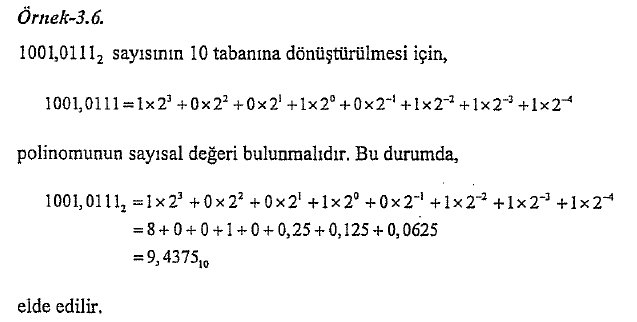 Örnek-3.6.
1001,0111₂ sayısının 10 tabanına dönüştürülmesi için,
1001,0111=1×2³ +0×2² +0×2¹ +1×2⁰ +0×2⁻¹ +1×2⁻² +1×2⁻³ +1×2⁻⁴
polinomunun sayısal değeri bulunmalıdır. Bu durumda,
1001,0111₂ =1×2³ +0×2² +0×2¹ +1×2⁰ +0×2⁻¹ +1×2⁻² +1×2⁻³ +1×2⁻⁴
=8+0+0+1+0+0,25+0,125+0,0625
=9,4375₁₀
elde edilir.